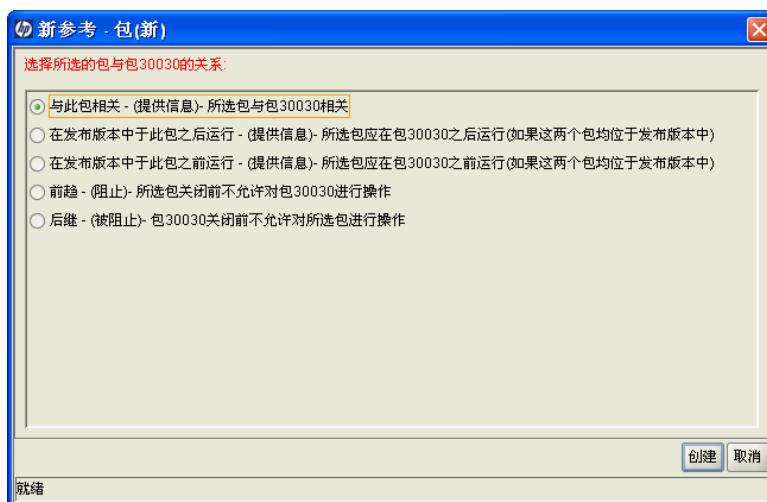 hp 新参考 - 包(新)
选择所选的包与包30030的关系:
与此包相关 - (提供信息)- 所选包与包30030相关
在发布版本中于此包之后运行 - (提供信息)- 所选包应在包30030之后运行(如果这两个包均位于发布版本中)
在发布版本中于此包之前运行 - (提供信息)- 所选包应在包30030之前运行(如果这两个包均位于发布版本中)
前趋 - (阻止)- 所选包关闭前不允许对包30030进行操作
后继 - (被阻止)- 包30030关闭前不允许对所选包进行操作
创建 取消
就绪